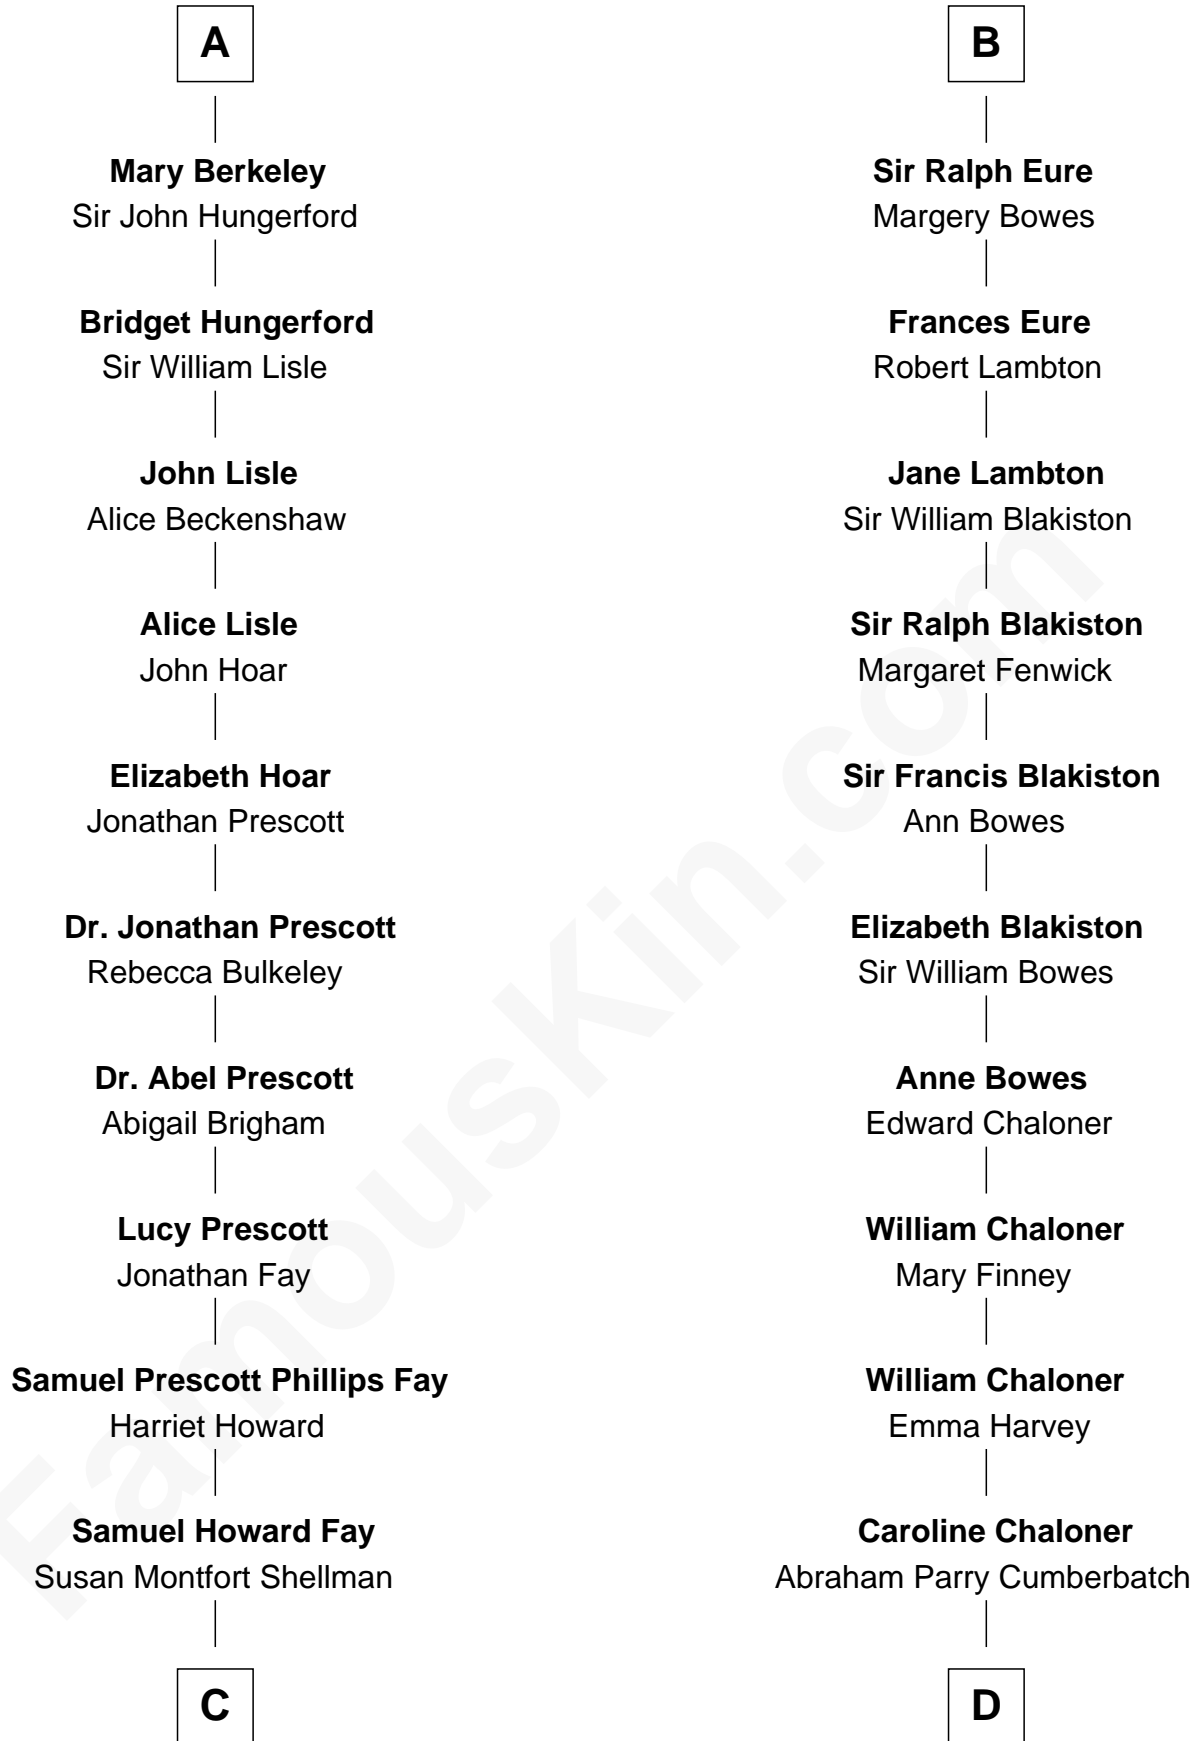 A
Mary Berkeley
Sir John Hungerford
Bridget Hungerford
Sir William Lisle
John Lisle
Alice Beckenshaw
Alice Lisle
John Hoar
Elizabeth Hoar
Jonathan Prescott
Dr. Jonathan Prescott
Rebecca Bulkeley
Dr. Abel Prescott
Abigail Brigham
Lucy Prescott
Jonathan Fay
Samuel Prescott Phillips Fay
Harriet Howard
Samuel Howard Fay
Susan Montfort Shellman
C
B
Sir Ralph Eure
Margery Bowes
Frances Eure
Robert Lambton
Jane Lambton
Sir William Blakiston
Sir Ralph Blakiston
Margaret Fenwick
Sir Francis Blakiston
Ann Bowes
Elizabeth Blakiston
Sir William Bowes
Anne Bowes
Edward Chaloner
William Chaloner
Mary Finney
William Chaloner
Emma Harvey
Caroline Chaloner
Abraham Parry Cumberbatch
D
FamousKin.com